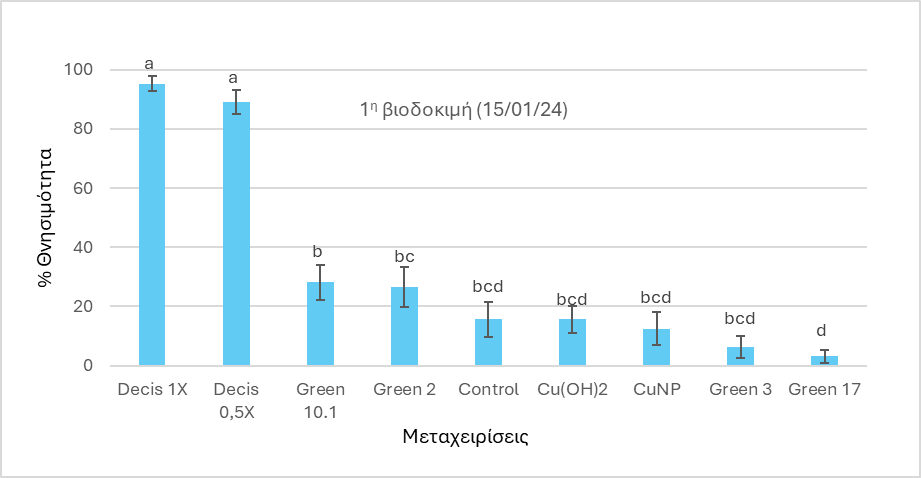 1η βιοδοκιμή (15/01/24)
% Θνησιμότητα
100
80
60
40
20
0
a
a
b
bc
bcd
bcd
bcd
bcd
d
Decis 1X
Decis
0,5X
Green
10.1
Green 2
Control
Cu(OH)2
CuNP
Green 3
Green 17
Μεταχειρίσεις